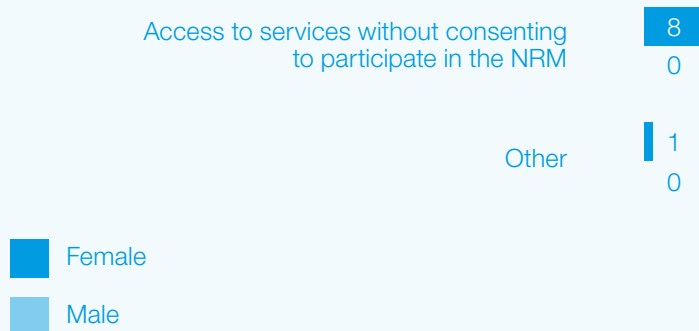 Access to services without consenting
to participate in the NRM
8
0
Other
1
0
Female
Male